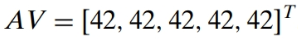 AV = [42, 42, 42, 42, 42]^T